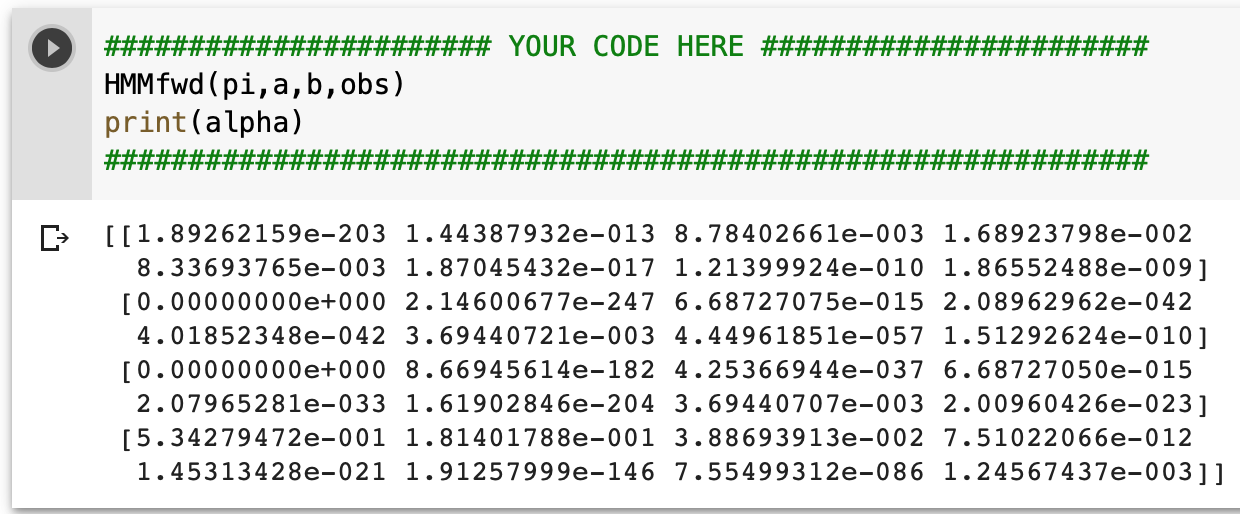 ####################### YOUR CODE HERE #######################
HMMfwd(pi,a,b,obs)
print(alpha)
##############################################################
[[1.89262159e-203 1.44387932e-013 8.78402661e-003 1.68923798e-002
8.33693765e-003 1.87045432e-017 1.21399924e-010 1.86552488e-009]
[0.00000000e+000 2.14600677e-247 6.68727075e-015 2.08962962e-042
4.01852348e-042 3.69440721e-003 4.44961851e-057 1.51292624e-010]
[0.00000000e+000 8.66945614e-182 4.25366944e-037 6.68727050e-015
2.07965281e-033 1.61902846e-204 3.69440707e-003 2.00960426e-023]
[5.34279472e-001 1.81401788e-001 3.88693913e-002 7.51022066e-012
1.45313428e-021 1.91257999e-146 7.55499312e-086 1.24567437e-003]]